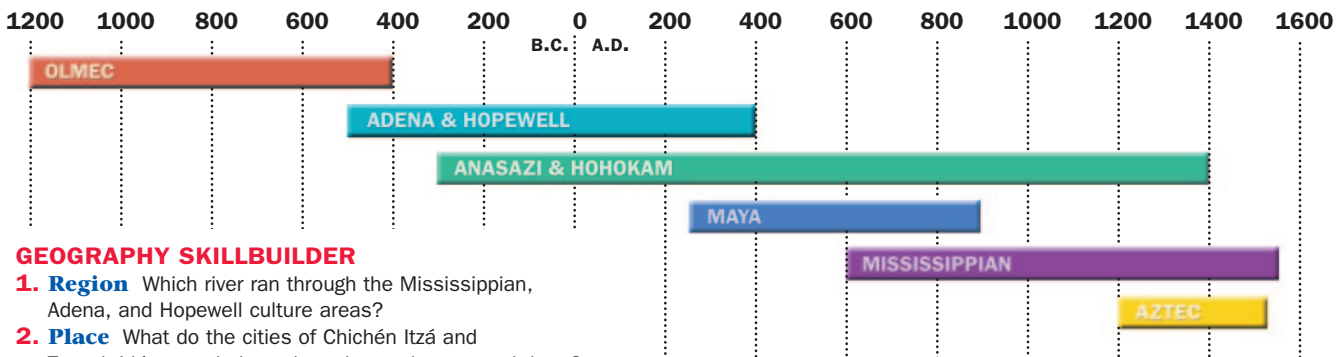 1200 1000 800 600 400 200 0 200 400 600 800 1000 1200 1400 1600
B.C. A.D.
OLMEC
ADENA & HOPEWELL
ANASAZI & HOHOKAM
MAYA
MISSISSIPPIAN
AZTEC
GEOGRAPHY SKILLBUILDER
1. Region Which river ran through the Mississippian,
Adena, and Hopewell culture areas?
2. Place What do the cities of Chichén Itzá and